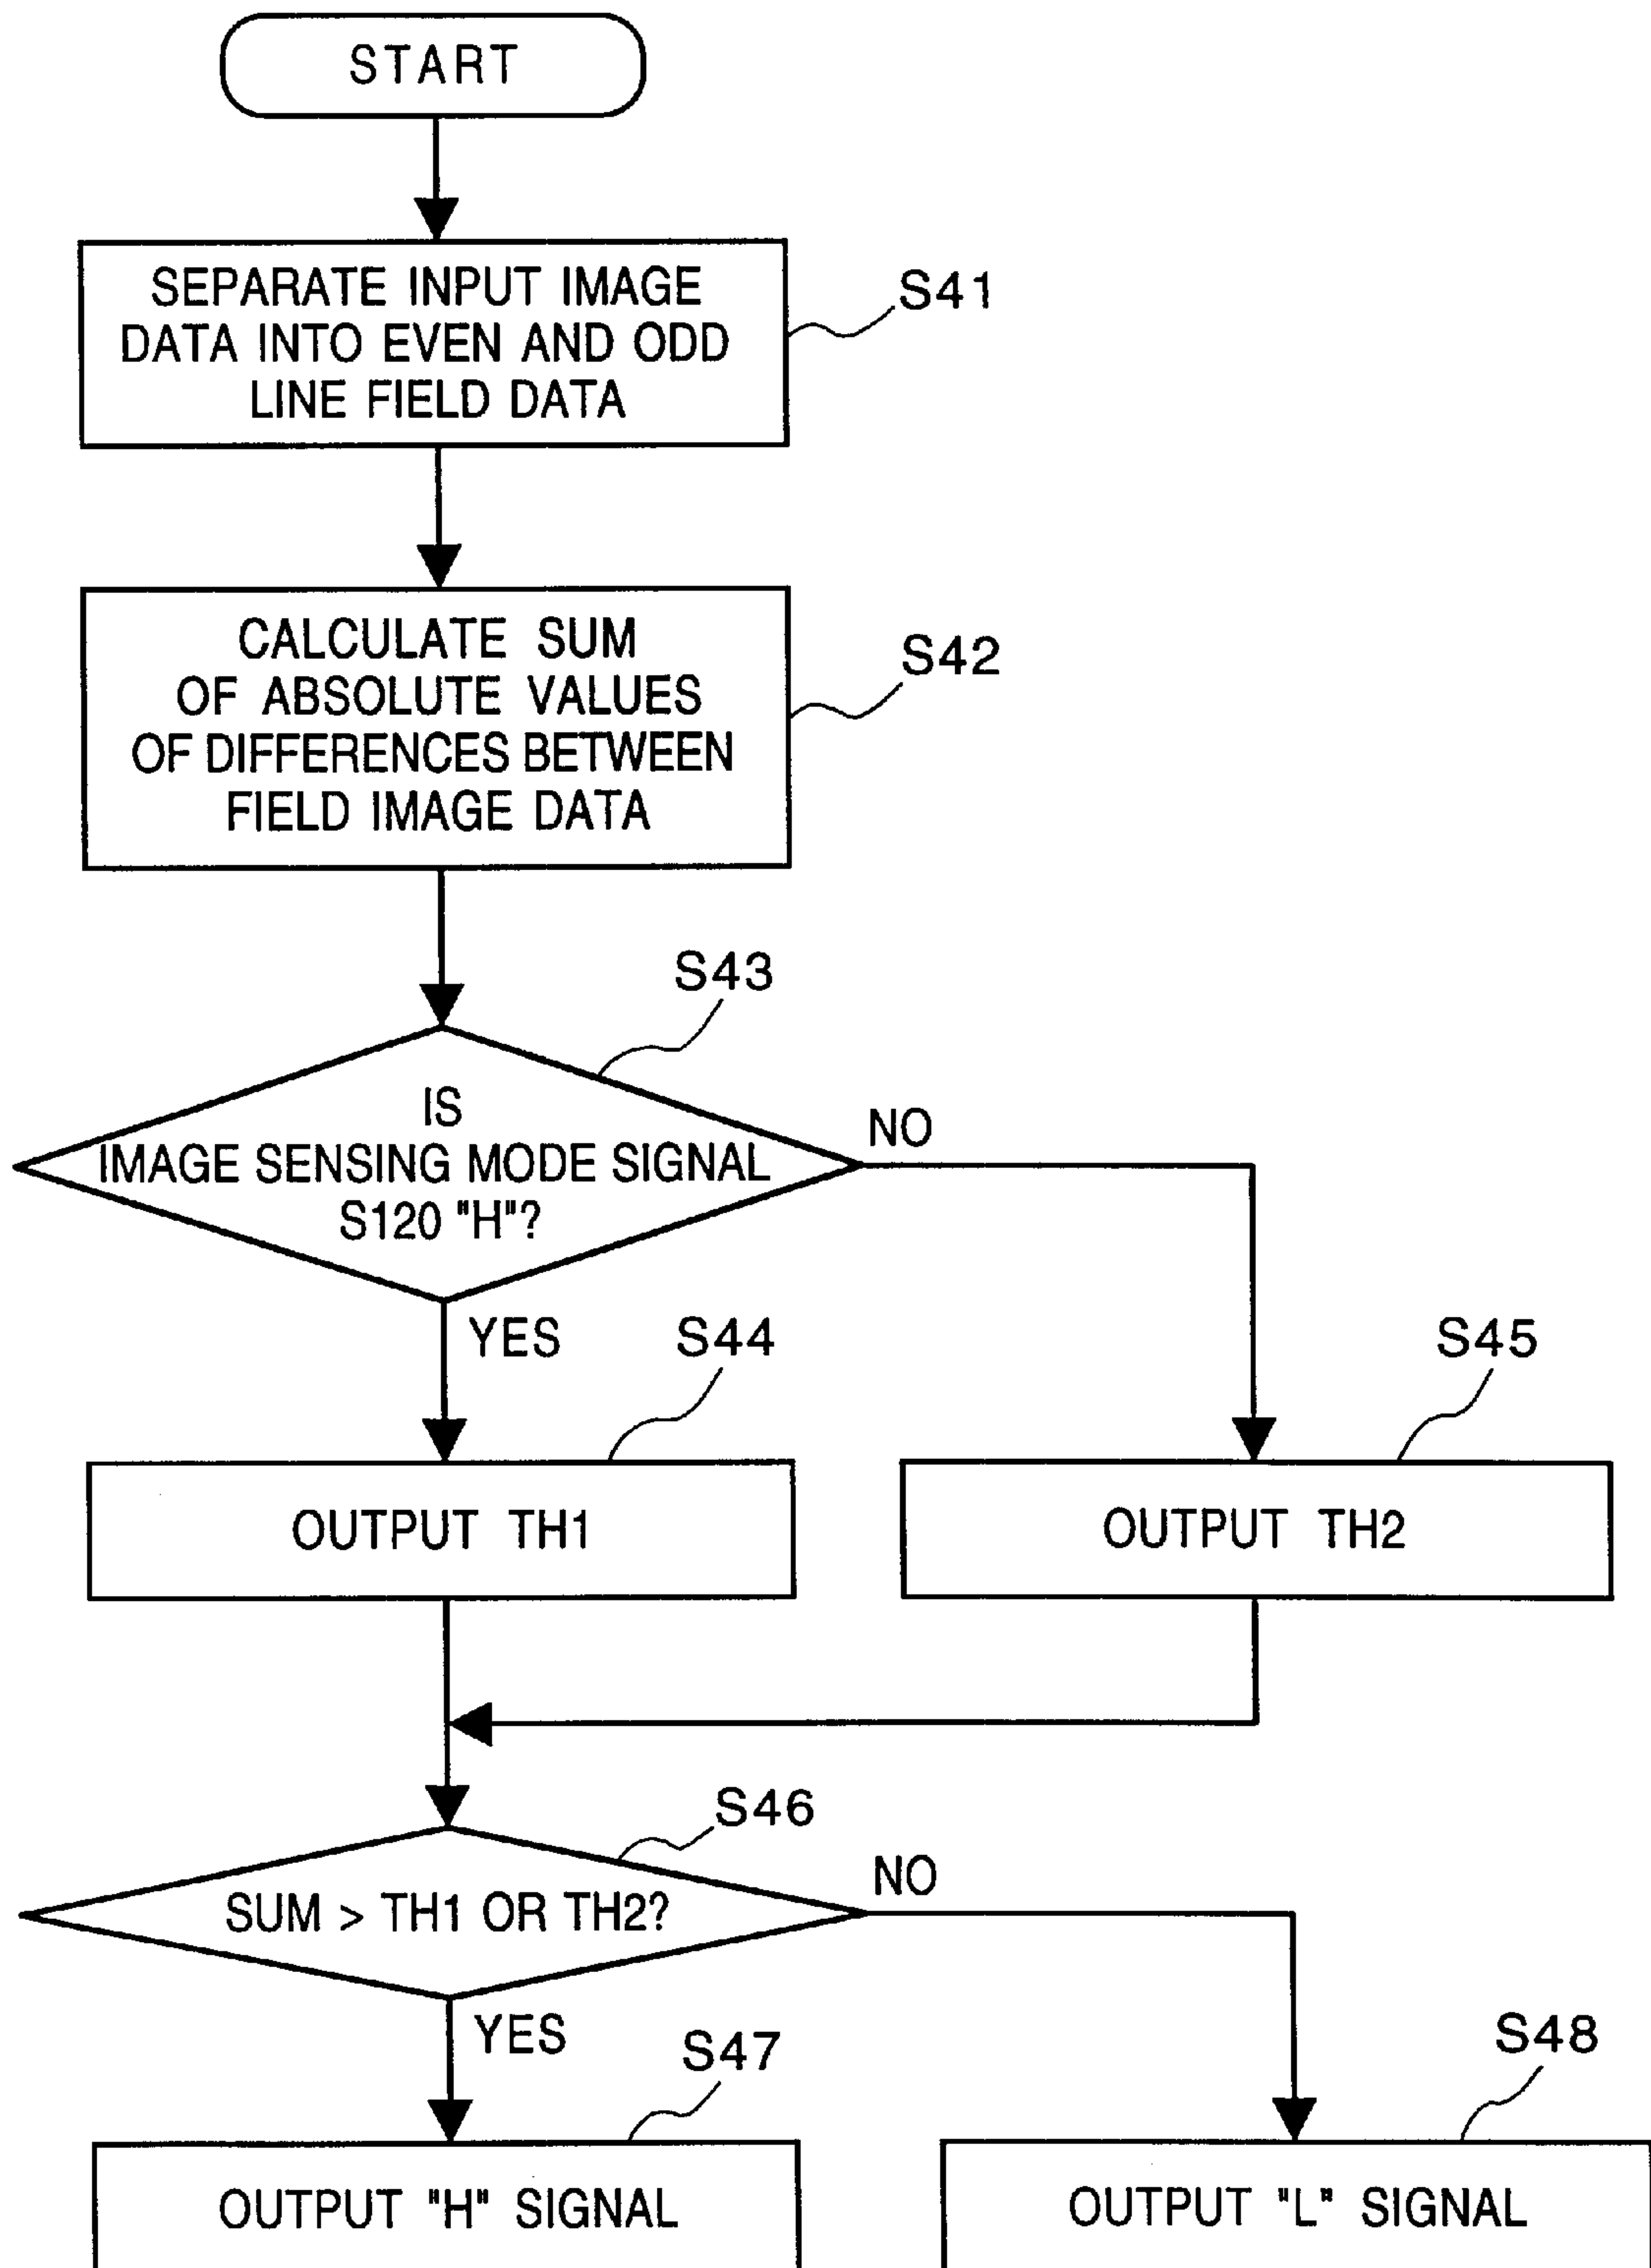 START
SEPARATE INPUT IMAGE
DATA INTO EVEN AND ODD
LINE FIELD DATA
S41
CALCULATE SUM
OF ABSOLUTE VALUES
OF DIFFERENCES BETWEEN
FIELD IMAGE DATA
S42
S43
IS
IMAGE SENSING MODE SIGNAL
S120 "H"?
NO
YES
S44
S45
OUTPUT TH1
OUTPUT TH2
S46
SUM > TH1 OR TH2?
NO
YES
S47
S48
OUTPUT "H" SIGNAL
OUTPUT "L" SIGNAL